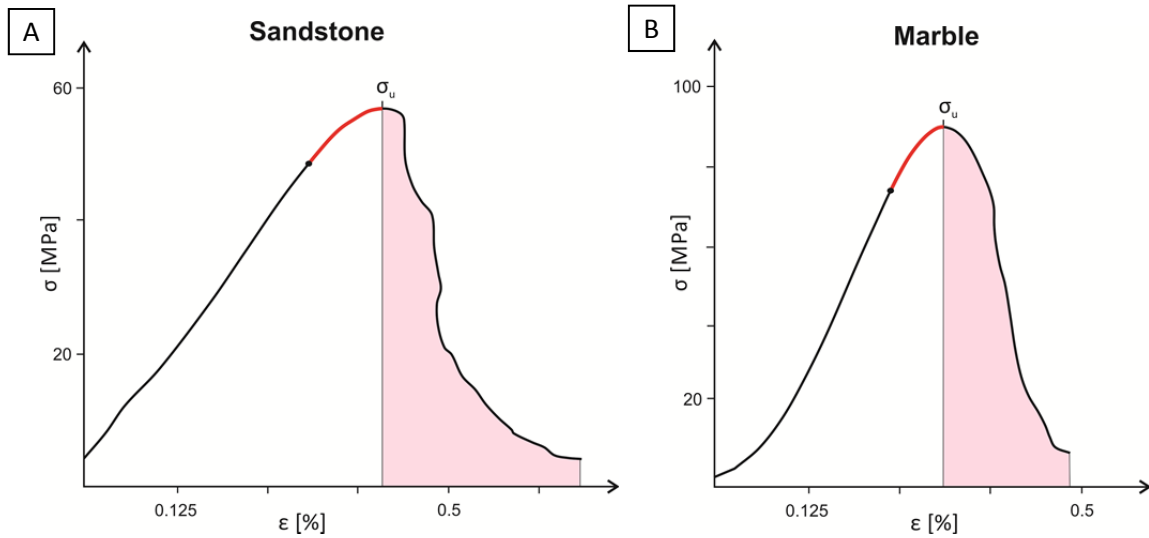 A
Sandstone
60
σu
20
σ [MPa]
0.125
0.5
ε [%]
B
Marble
100
σu
20
σ [MPa]
0.125
0.5
ε [%]